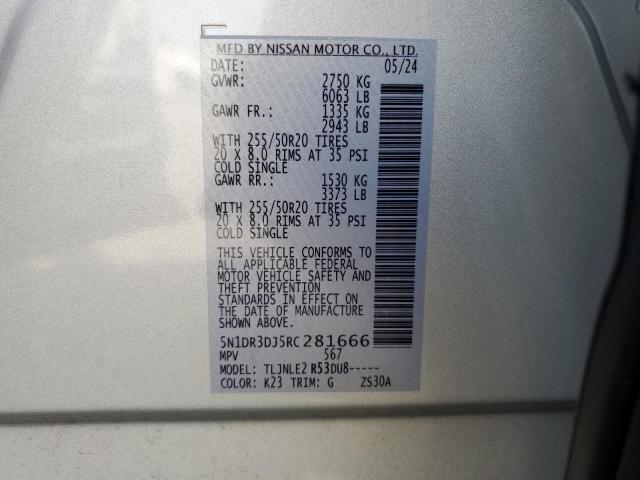 MFD BY NISSAN MOTOR CO., LTD.
DATE: 05/24
GVWR: 2750 KG
6063 LB
GAWR FR.: 1335 KG
2943 LB
WITH 255/50R20 TIRES
20 X 8.0 RIMS AT 35 PSI
COLD SINGLE
GAWR RR.: 1530 KG
3373 LB
WITH 255/50R20 TIRES
20 X 8.0 RIMS AT 35 PSI
COLD SINGLE
THIS VEHICLE CONFORMS TO
ALL APPLICABLE FEDERAL
MOTOR VEHICLE SAFETY AND
THEFT PREVENTION
STANDARDS IN EFFECT ON
THE DATE OF MANUFACTURE
SHOWN ABOVE.
5N1DR3DJ5RC281666
MPV 567
MODEL: TLJNLE2 R53DU8-----
COLOR: K23 TRIM: G ZS30A